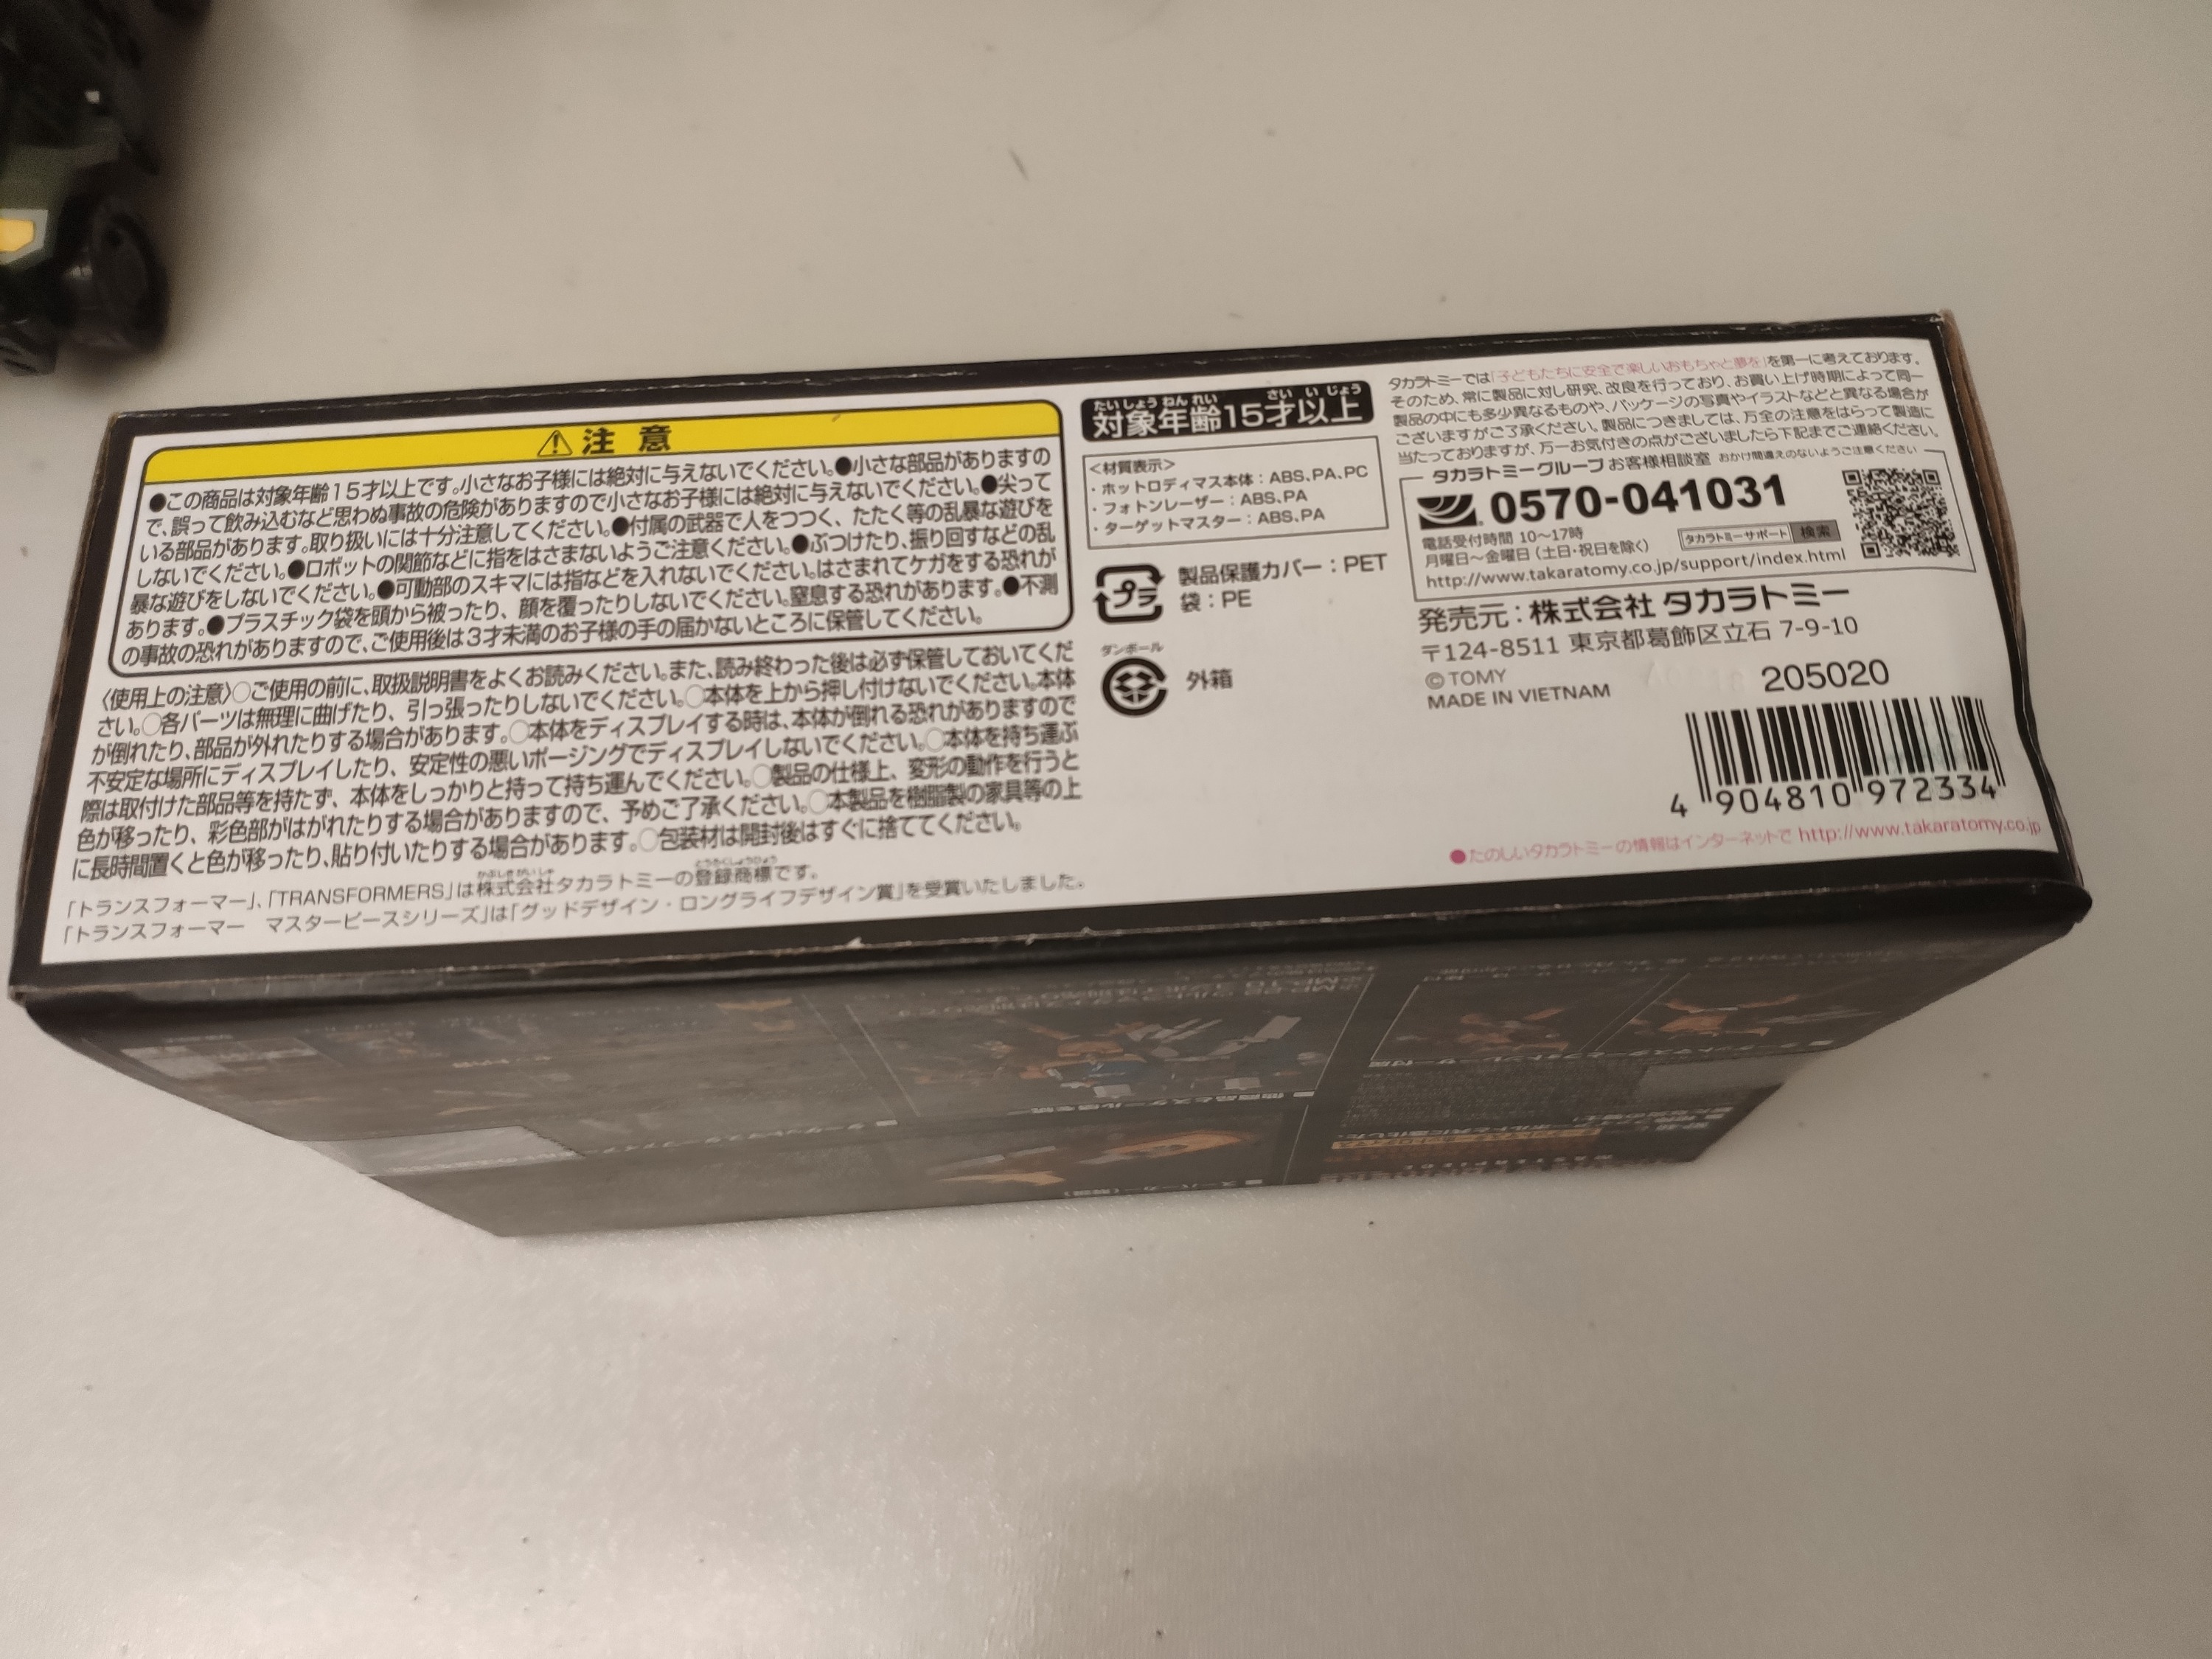 注意
●この商品は対象年齢15才以上です。小さなお子様には絶対に与えないでください。●小さな部品がありますの
で、誤って飲み込むなど思わぬ事故の危険がありますので小さなお子様には絶対に与えないでください。●尖って
いる部品があります。取り扱いには十分注意してください。●付属の武器で人をつつく、たたく等の乱暴な遊びを
しないでください。●ロボットの関節などに指をはさまないようご注意ください。●ぶつけたり、振り回すなどの乱
暴な遊びをしないでください。●可動部のスキマには指などを入れないでください。はさまれてケガをする恐れが
あります。●プラスチック袋を頭から被ったり、顔を覆ったりしないでください。窒息する恐れがあります。●不測
の事故の恐れがありますので、ご使用後は3才未満のお子様の手の届かないところに保管してください。
〈使用上の注意〉○ご使用の前に、取扱説明書をよくお読みください。また、読み終わった後は必ず保管しておいてくだ
さい。○各パーツは無理に曲げたり、引っ張ったりしないでください。○本体を上から押し付けないでください。本体
が倒れたり、部品が外れたりする場合があります。○本体をディスプレイする時は、本体が倒れる恐れがありますので
不安定な場所にディスプレイしたり、安定性の悪いポージングでディスプレイしないでください。○本体を持ち運ぶ
際は取付けた部品等を持たず、本体をしっかりと持って持ち運んでください。○製品の仕様上、変形の動作を行うと
色が移ったり、彩色部がはがれたりする場合がありますので、予めご了承ください。○本製品を樹脂製の家具等の上
に長時間置くと色が移ったり、貼り付いたりする場合があります。○包装材は開封後はすぐに捨ててください。
かぶしきがいしゃ とうろくしょうひょう
「トランスフォーマー」、「TRANSFORMERS」は株式会社タカラトミーの登録商標です。
「トランスフォーマー マスターピースシリーズ」は「グッドデザイン・ロングライフデザイン賞」を受賞いたしました。
たいしょうねんれい さい いじょう
対象年齢15才以上
<材質表示>
・ホットロディマス本体：ABS、PA、PC
・フォトンレーザー：ABS、PA
・ターゲットマスター：ABS、PA
プラ
製品保護カバー：PET
袋：PE
ダンボール
外箱
タカラトミーでは「子どもたちに安全で楽しいおもちゃと夢を」を第一に考えております。
そのため、常に製品に対し研究、改良を行っており、お買い上げ時期によって同一
製品の中にも多少異なるものや、パッケージの写真やイラストなどと異なる場合が
ございますがご了承ください。製品につきましては、万全の注意をはらって製造に
当たっておりますが、万一お気付きの点がございましたら下記までご連絡ください。
タカラトミーグループお客様相談室 おかけ間違えのないようご注意ください
0570-041031
電話受付時間 10～17時
月曜日～金曜日（土日・祝日を除く）
タカラトミーサポート 検索
http://www.takaratomy.co.jp/support/index.html
発売元：株式会社 タカラトミー
〒124-8511 東京都葛飾区立石 7-9-10
© TOMY
MADE IN VIETNAM
205020
4 904810 972334
●たのしいタカラトミーの情報はインターネットで http://www.takaratomy.co.jp
■他商品とスケール感を統一
■スーパーカー（解説）